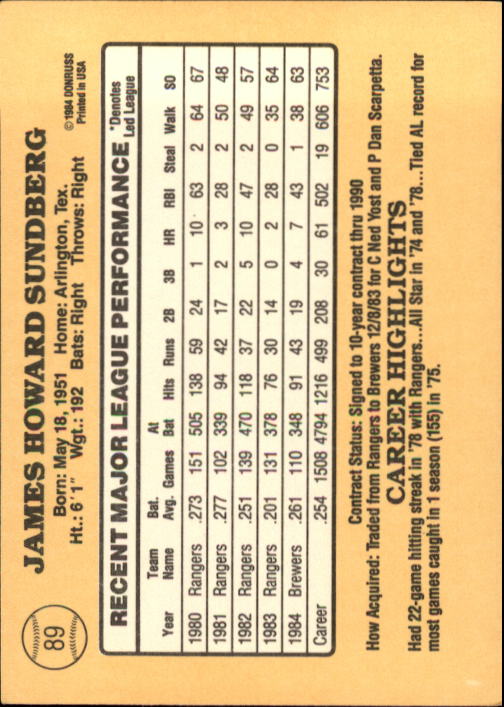 89
JAMES HOWARD SUNDBERG
Born: May 18, 1951 Home: Arlington, Tex.
Ht.: 6' 1" Wgt.: 192 Bats: Right Throws: Right
© 1984 DONRUSS
Printed in USA
RECENT MAJOR LEAGUE PERFORMANCE *Denotes Led League
Year Team Name Bat. Avg. Games At Bat Hits Runs 2B 3B HR RBI Steal Walk SO
1980 Rangers .273 151 505 138 59 24 1 10 63 2 64 67
1981 Rangers .277 102 339 94 42 17 2 3 28 2 50 48
1982 Rangers .251 139 470 118 37 22 5 10 47 2 49 57
1983 Rangers .201 131 378 76 30 14 0 2 28 0 35 64
1984 Brewers .261 110 348 91 43 19 4 7 43 1 38 63
Career .254 1508 4794 1216 499 208 30 61 502 19 606 753
Contract Status: Signed to 10-year contract thru 1990
How Acquired: Traded from Rangers to Brewers 12/8/83 for C Ned Yost and P Dan Scarpetta.
CAREER HIGHLIGHTS
Had 22-game hitting streak in '78 with Rangers...All Star in '74 and '78...Tied AL record for
most games caught in 1 season (155) in '75.